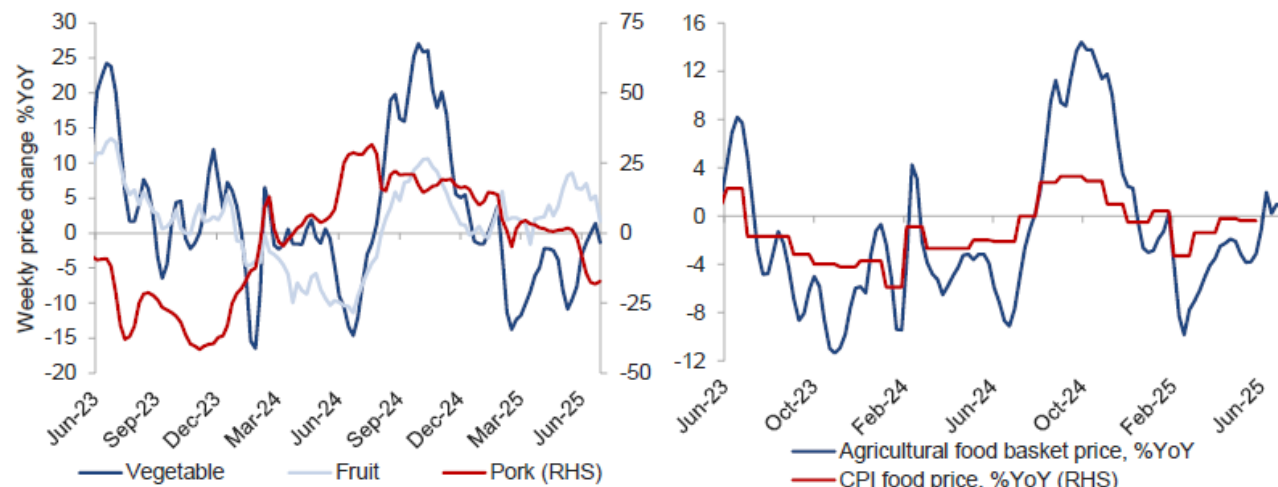 Weekly price change %YoY
30
25
20
15
10
5
0
-5
-10
-15
-20
75
50
25
0
-25
-50
Jun-23
Sep-23
Dec-23
Mar-24
Jun-24
Sep-24
Dec-24
Mar-25
Jun-25
Vegetable
Fruit
Pork (RHS)
16
12
8
4
0
-4
-8
-12
Jun-23
Oct-23
Feb-24
Jun-24
Oct-24
Feb-25
Jun-25
Agricultural food basket price, %YoY
CPI food price, %YoY (RHS)